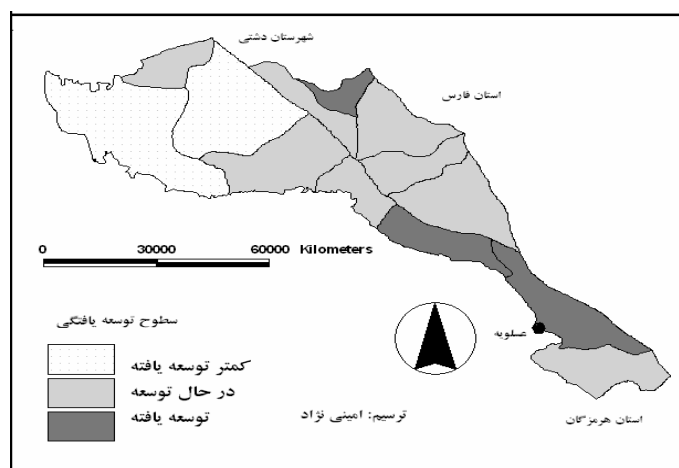 شهرستان دشتی
استان فارس
0 30000 60000 Kilometers
سطوح توسعه یافتگی
عسلویه
کمتر توسعه یافته
در حال توسعه
توسعه یافته
ترسیم: امینی نژاد
استان هرمزگان